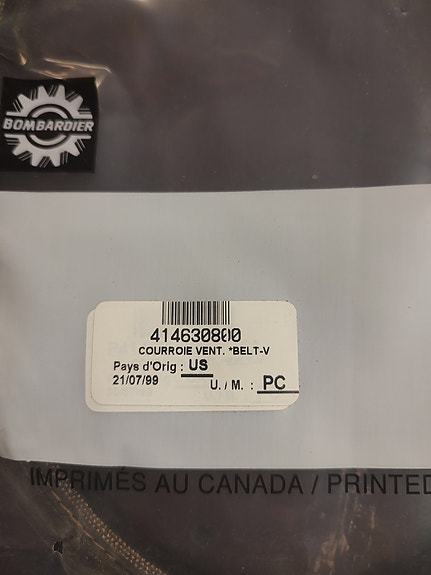 BOMBARDIER
414630800
COURROIE VENT. *BELT-V
Pays d'Orig : US
21/07/99 U. / M. : PC
IMPRIMÉS AU CANADA / PRINTED